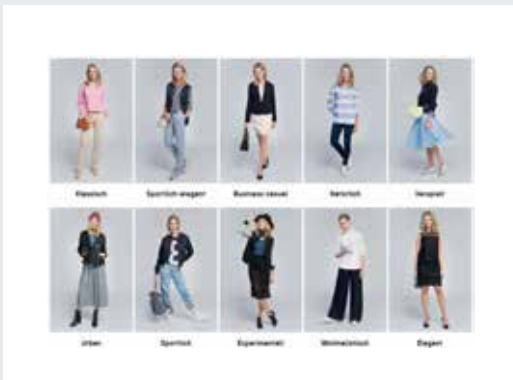 Klassisch
Sportlich-elegant
Business casual
Natürlich
Verspielt
Urban
Sportlich
Experimentell
Minimalistisch
Elegant